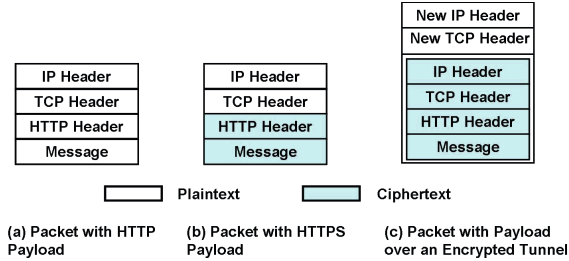 IP Header
TCP Header
HTTP Header
Message
IP Header
TCP Header
HTTP Header
Message
New IP Header
New TCP Header
IP Header
TCP Header
HTTP Header
Message
Plaintext
Ciphertext
(a) Packet with HTTP
Payload
(b) Packet with HTTPS
Payload
(c) Packet with Payload
over an Encrypted Tunnel